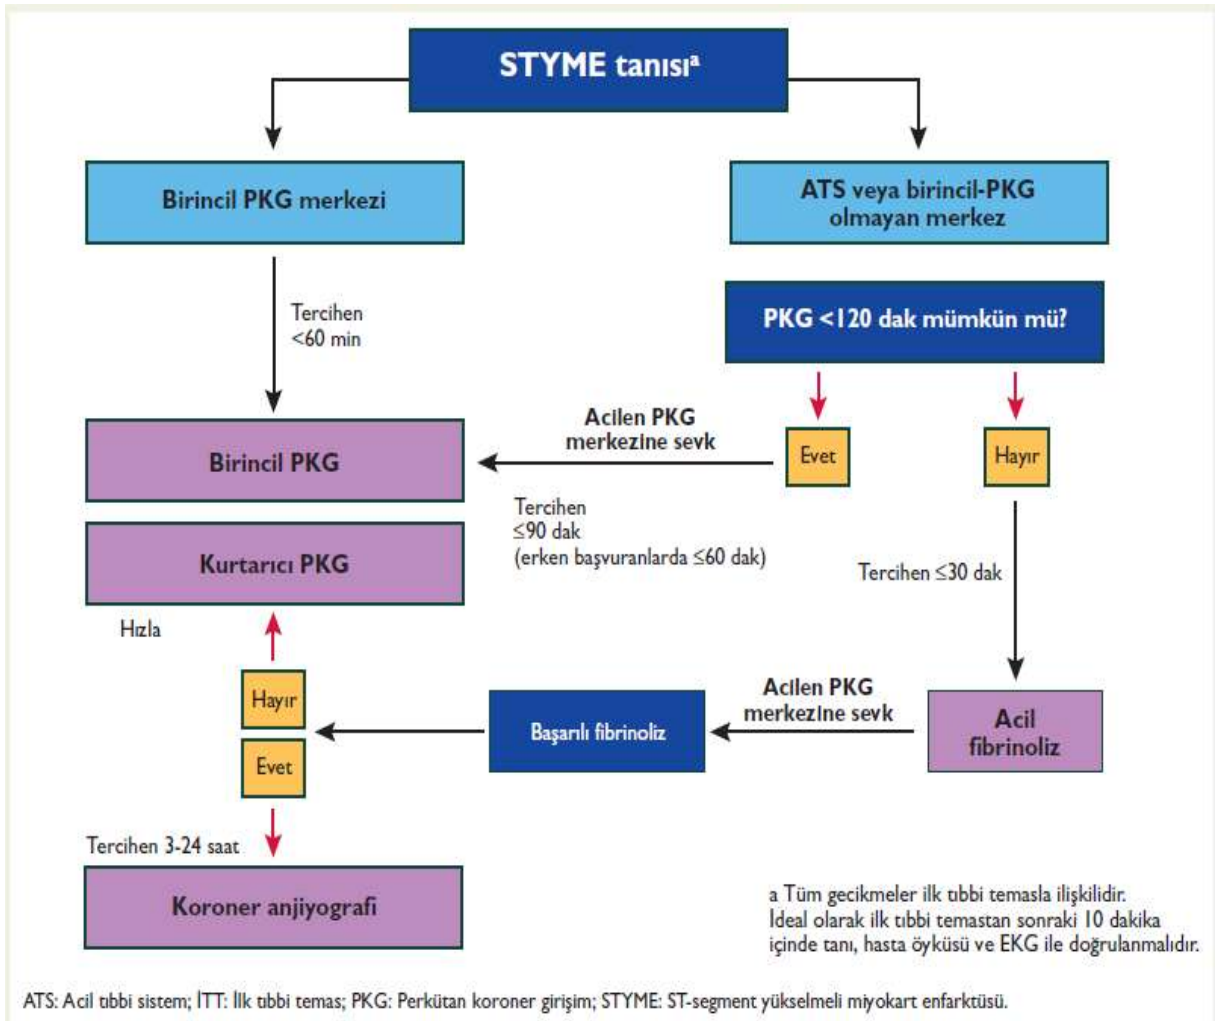 STYME tanısıᵃ
Birincil PKG merkezi
ATS veya birincil-PKG
olmayan merkez
Tercihen
<60 min
PKG <120 dak mümkün mü?
Acilen PKG
merkezine sevk
Evet
Hayır
Birincil PKG
Tercihen
≤90 dak
(erken başvuranlarda ≤60 dak)
Kurtarıcı PKG
Tercihen ≤30 dak
Hızla
Hayır
Evet
Başarılı fibrinoliz
Acilen PKG
merkezine sevk
Acil
fibrinoliz
Tercihen 3-24 saat
Koroner anjiyografi
a Tüm gecikmeler ilk tıbbi temasla ilişkilidir.
İdeal olarak ilk tıbbi temastan sonraki 10 dakika
içinde tanı, hasta öyküsü ve EKG ile doğrulanmalıdır.
ATS: Acil tıbbi sistem; İTT: İlk tıbbi temas; PKG: Perkütan koroner girişim; STYME: ST-segment yükselmeli miyokart enfarktüsü.